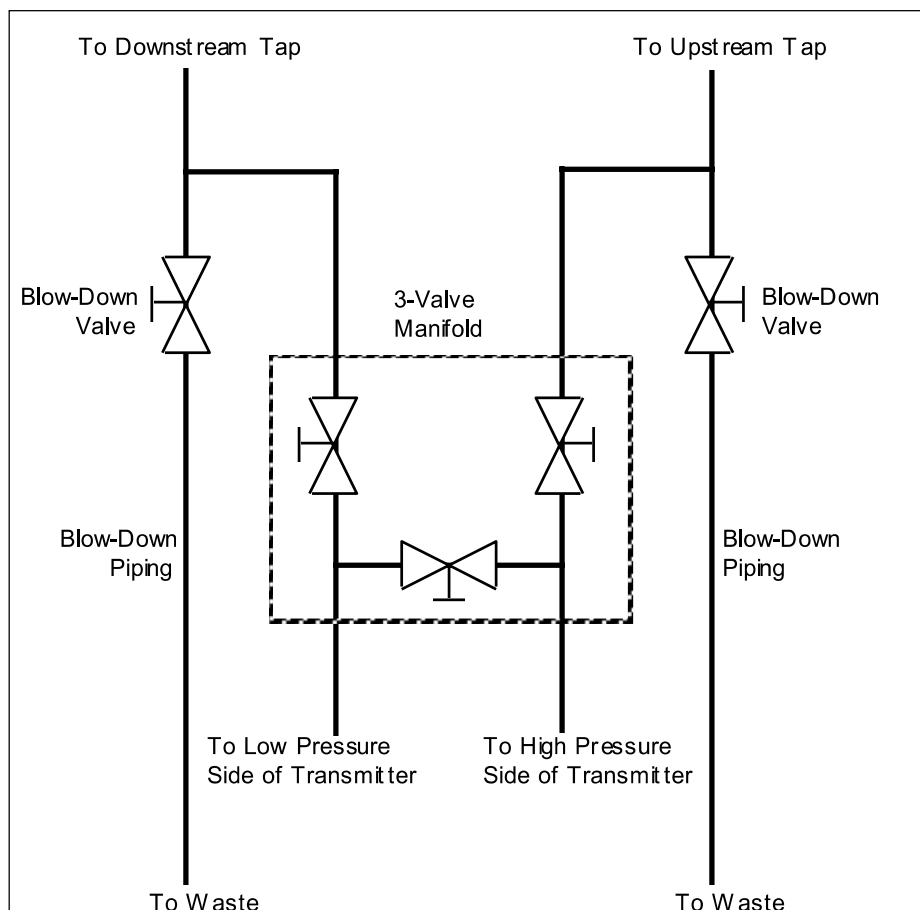 To Downstream Tap
To Upstream Tap
Blow-Down
Valve
3-Valve
Manifold
Blow-Down
Valve
Blow-Down
Piping
Blow-Down
Piping
To Low Pressure
Side of Transmitter
To High Pressure
Side of Transmitter
To Waste
To Waste